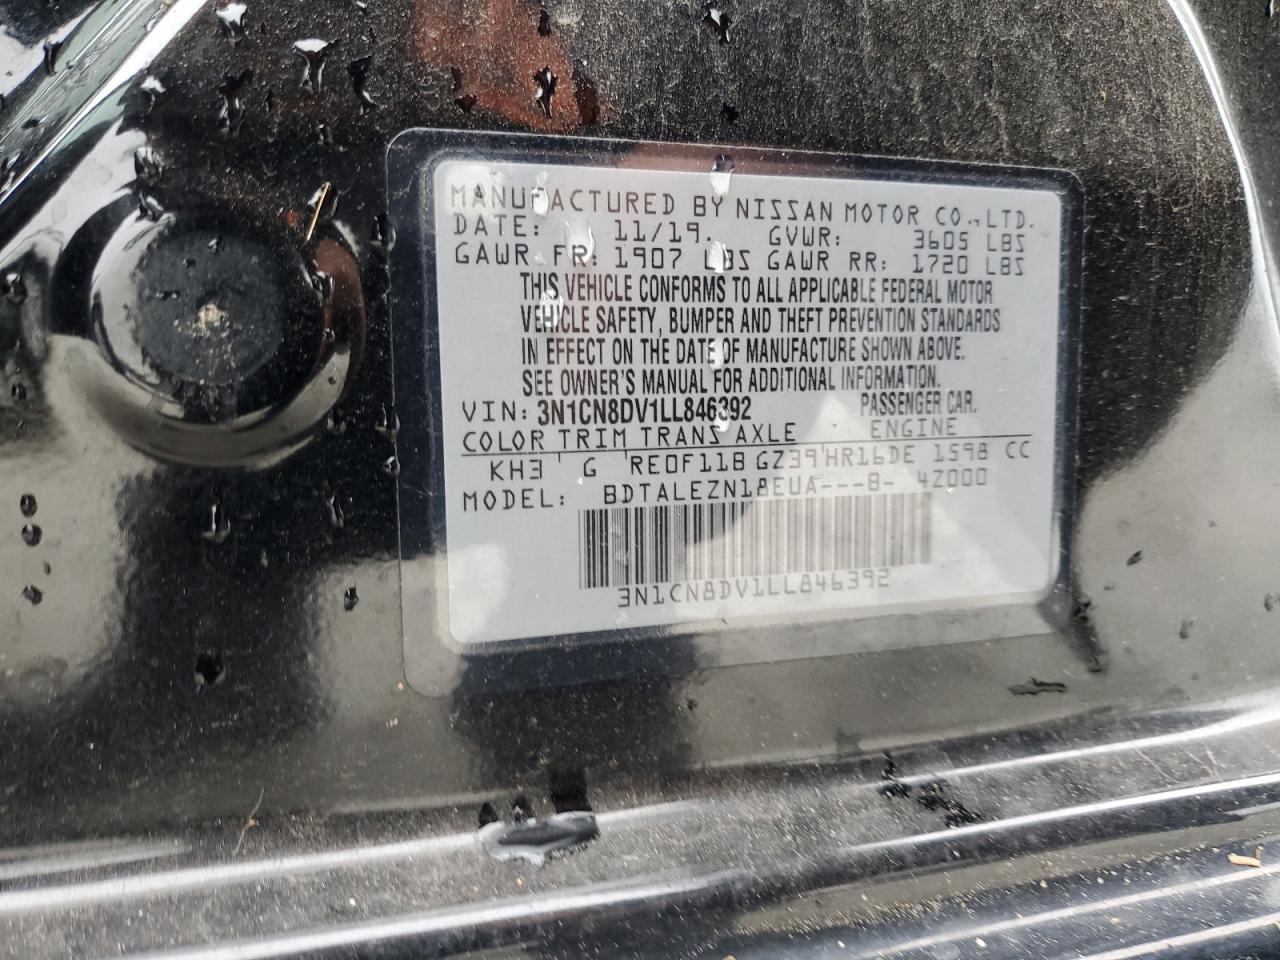 MANUFACTURED BY NISSAN MOTOR CO., LTD.
DATE: 11/19. GVWR: 3605 LBS
GAWR FR: 1907 LBS GAWR RR: 1720 LBS
THIS VEHICLE CONFORMS TO ALL APPLICABLE FEDERAL MOTOR
VEHICLE SAFETY, BUMPER AND THEFT PREVENTION STANDARDS
IN EFFECT ON THE DATE OF MANUFACTURE SHOWN ABOVE.
SEE OWNER'S MANUAL FOR ADDITIONAL INFORMATION.
VIN: 3N1CN8DV1LL846392 PASSENGER CAR.
COLOR TRIM TRANS AXLE ENGINE
KH3 G RE0F11B GZ39 HR16DE 1598 CC
MODEL: BDTALEZN18EUA---8- 4Z000
3N1CN8DV1LL846392